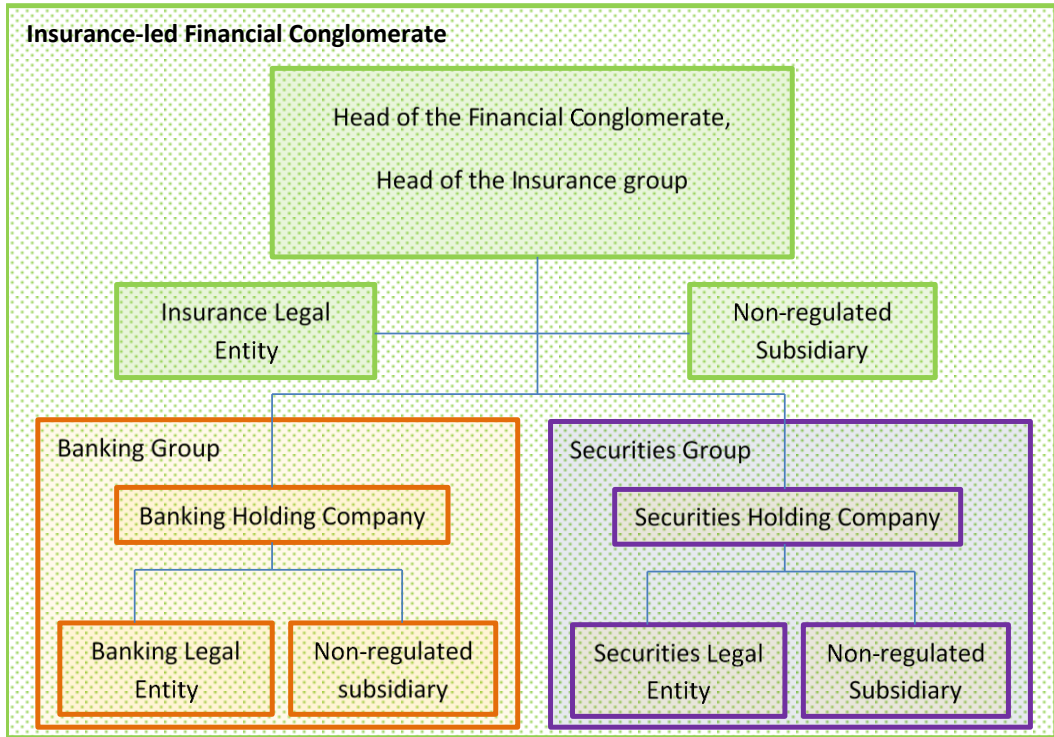 Insurance-led Financial Conglomerate
Head of the Financial Conglomerate,
Head of the Insurance group
Insurance Legal
Entity
Non-regulated
Subsidiary
Banking Group
Banking Holding Company
Banking Legal
Entity
Non-regulated
subsidiary
Securities Group
Securities Holding Company
Securities Legal
Entity
Non-regulated
Subsidiary